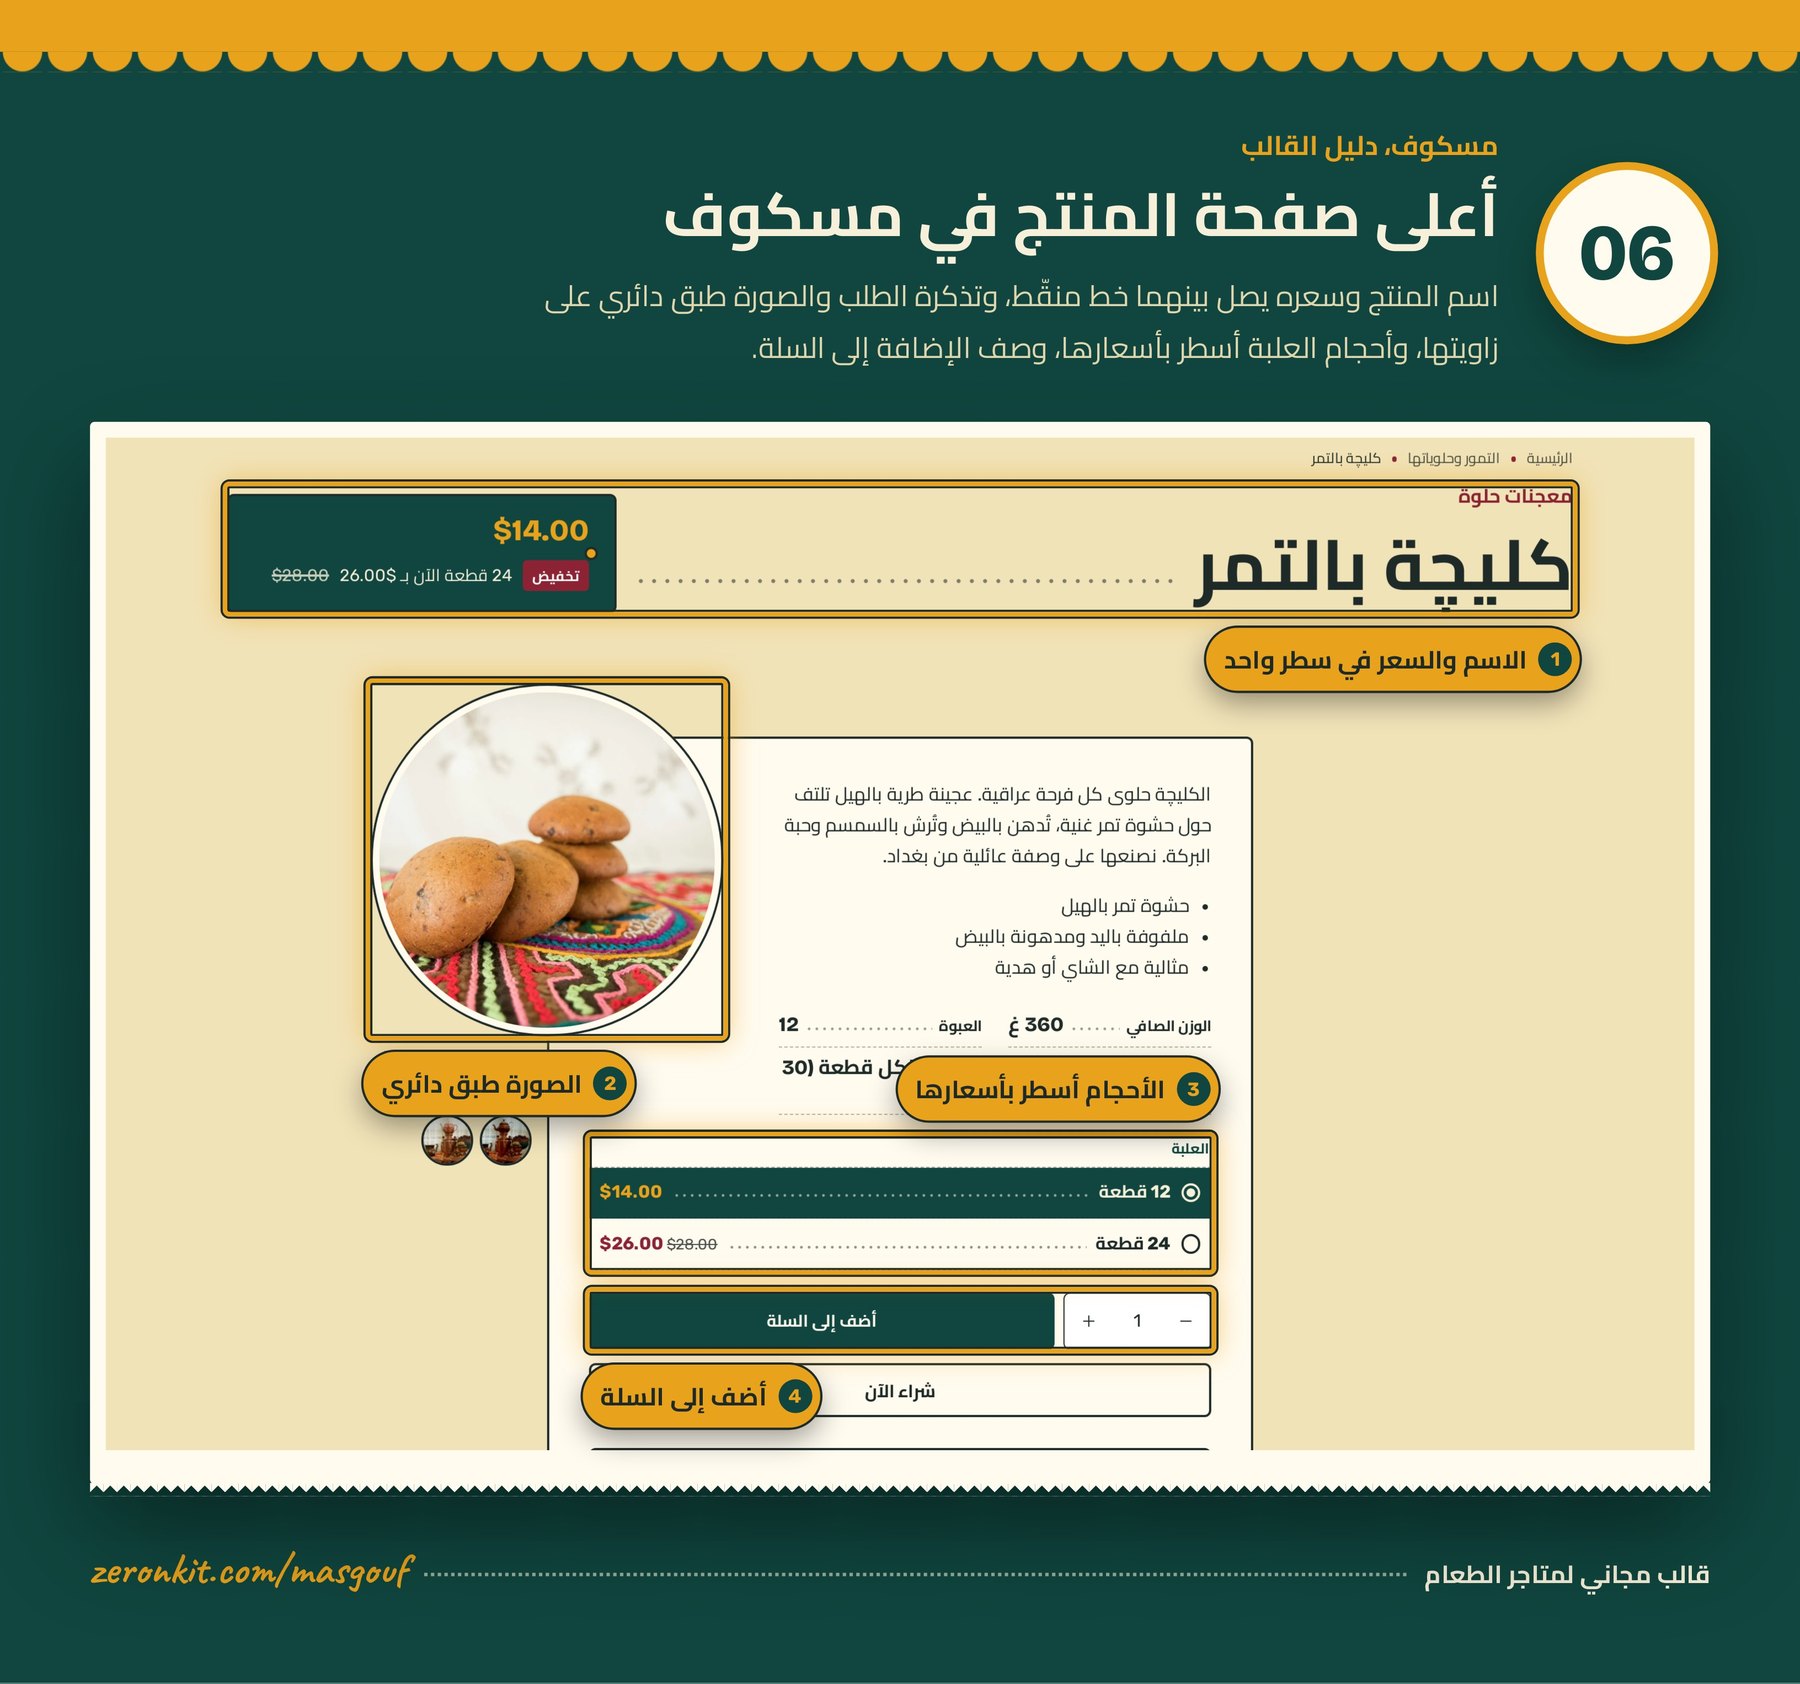 مسكوف، دليل القالب
أعلى صفحة المنتج في مسكوف
06
اسم المنتج وسعره يصل بينهما خط منقّط، وتذكرة الطلب والصورة طبق دائري على
زاويتها، وأحجام العلبة أسطر بأسعارها، وصف الإضافة إلى السلة.
الرئيسية • التمور وحلوياتها • كليچة بالتمر
معجنات حلوة
كليچة بالتمر
$14.00
تخفيض 24 قطعة الآن بـ $26.00 $28.00
1 الاسم والسعر في سطر واحد
الكليچة حلوى كل فرحة عراقية. عجينة طرية بالهيل تلتف
حول حشوة تمر غنية، تُدهن بالبيض وتُرش بالسمسم وحبة
البركة. نصنعها على وصفة عائلية من بغداد.
• حشوة تمر بالهيل
• ملفوفة باليد ومدهونة بالبيض
• مثالية مع الشاي أو هدية
الوزن الصافي 360 غ
العبوة 12
لكل قطعة (30
2 الصورة طبق دائري
3 الأحجام أسطر بأسعارها
العلبة
12 قطعة $14.00
24 قطعة $28.00 $26.00
− 1 +
أضف إلى السلة
شراء الآن
4 أضف إلى السلة
قالب مجاني لمتاجر الطعام
zeronkit.com/masgouf